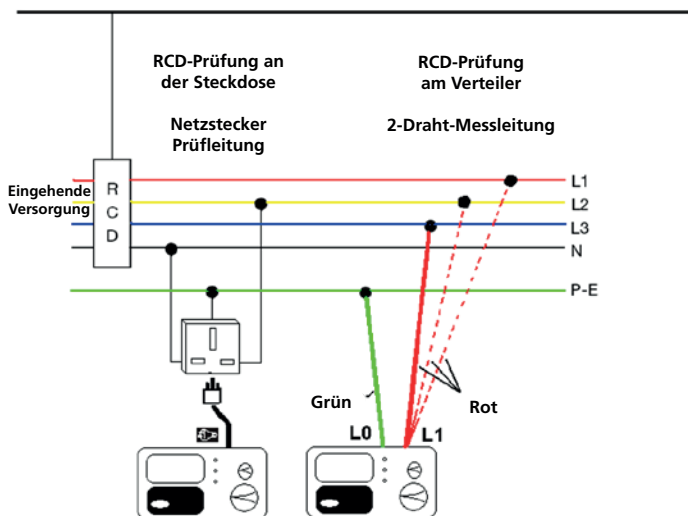 RCD-Prüfung an
der Steckdose
Netzstecker
Prüfleitung
RCD-Prüfung
am Verteiler
2-Draht-Messleitung
Eingehende
Versorgung
R
C
D
L1
L2
L3
N
P-E
Grün
Rot
L0
L1